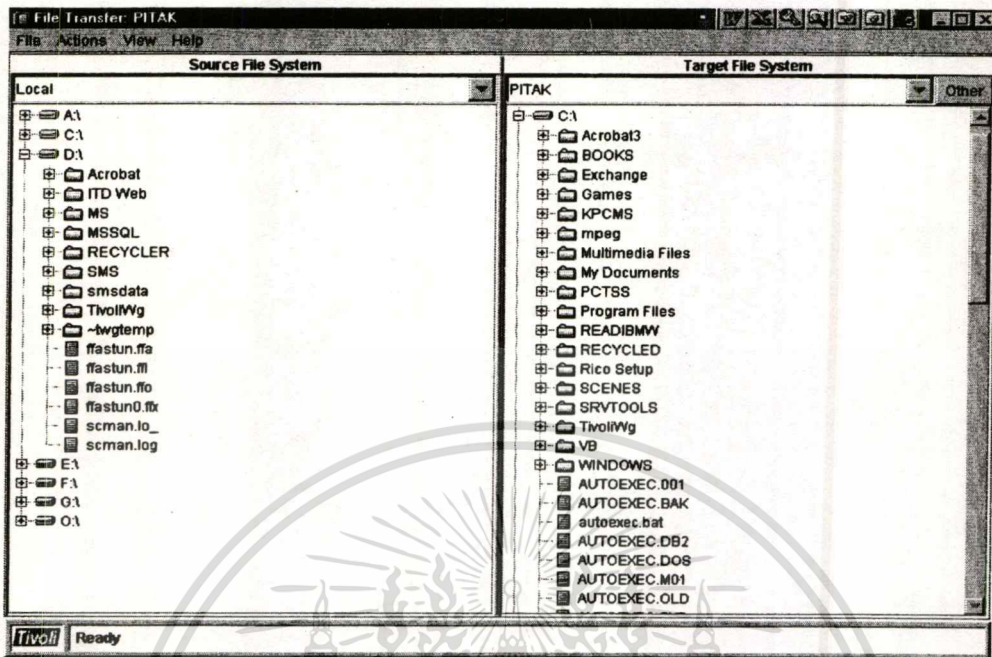 File Transfer: PITAK
File Actions View Help
Source File System
Local
A:\
C:\
D:\
Acrobat
ITD Web
MS
MSSQL
RECYCLER
SMS
smsdata
TivoliWg
~twgtemp
ffastun.ffa
ffastun.ffl
ffastun.ffo
ffastun0.ffx
scman.lo_
scman.log
E:\
F:\
G:\
O:\
Target File System
PITAK Other
C:\
Acrobat3
BOOKS
Exchange
Games
KPCMS
mpeg
Multimedia Files
My Documents
PCTSS
Program Files
READIBMW
RECYCLED
Rico Setup
SCENES
SRVTOOLS
TivoliWg
VB
WINDOWS
AUTOEXEC.001
AUTOEXEC.BAK
autoexec.bat
AUTOEXEC.DB2
AUTOEXEC.DOS
AUTOEXEC.M01
AUTOEXEC.OLD
Tivoli Ready